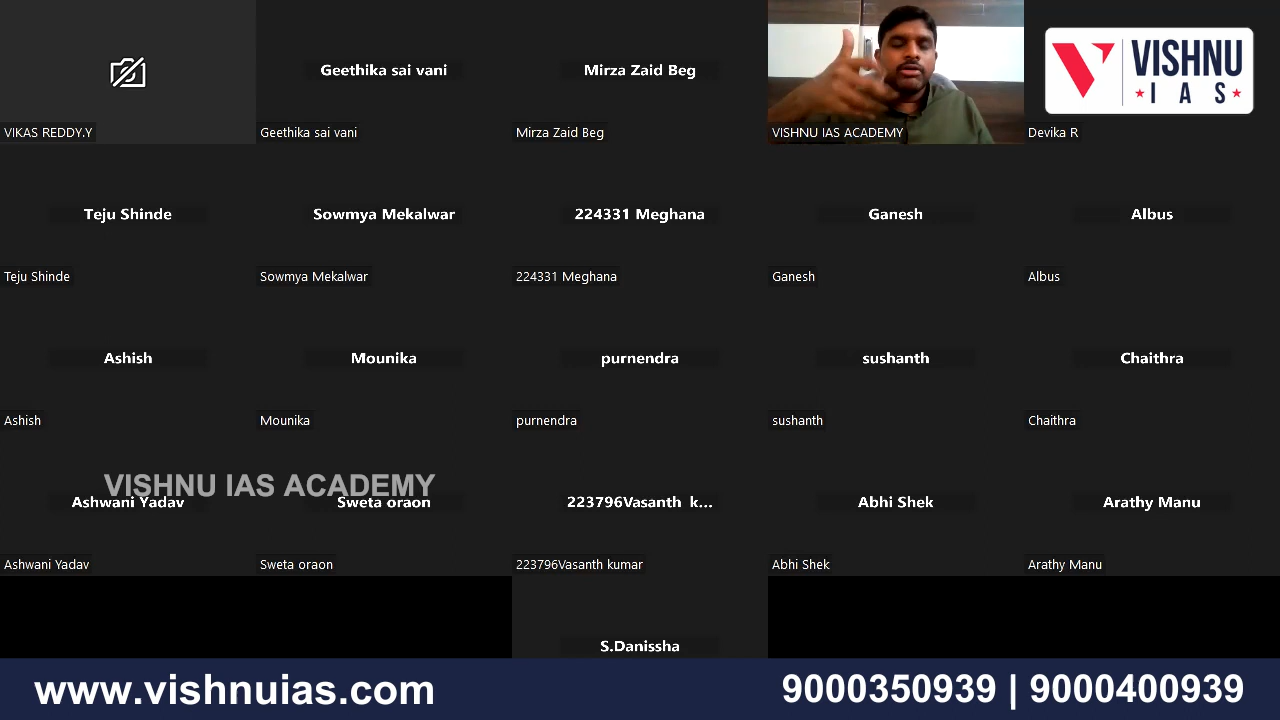 Geethika sai vani
Mirza Zaid Beg
VISHNU
IAS
VIKAS REDDY.Y
Geethika sai vani
Mirza Zaid Beg
VISHNU IAS ACADEMY
Devika R
Teju Shinde
Sowmya Mekalwar
224331 Meghana
Ganesh
Albus
Teju Shinde
Sowmya Mekalwar
224331 Meghana
Ganesh
Albus
Ashish
Mounika
purnendra
sushanth
Chaithra
Ashish
Mounika
purnendra
sushanth
Chaithra
VISHNU IAS ACADEMY
Ashwani Yadav
Sweta oraon
223796Vasanth k...
Abhi Shek
Arathy Manu
Ashwani Yadav
Sweta oraon
223796Vasanth kumar
Abhi Shek
Arathy Manu
S.Danissha
www.vishnuias.com
9000350939 | 9000400939